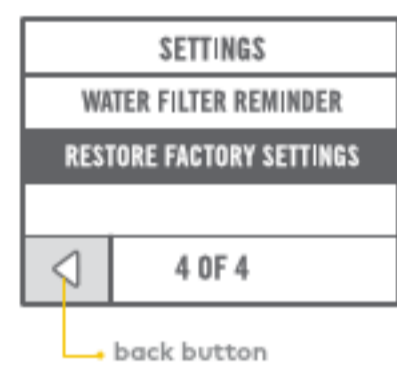 SETTINGS
WATER FILTER REMINDER
RESTORE FACTORY SETTINGS
4 OF 4
back button